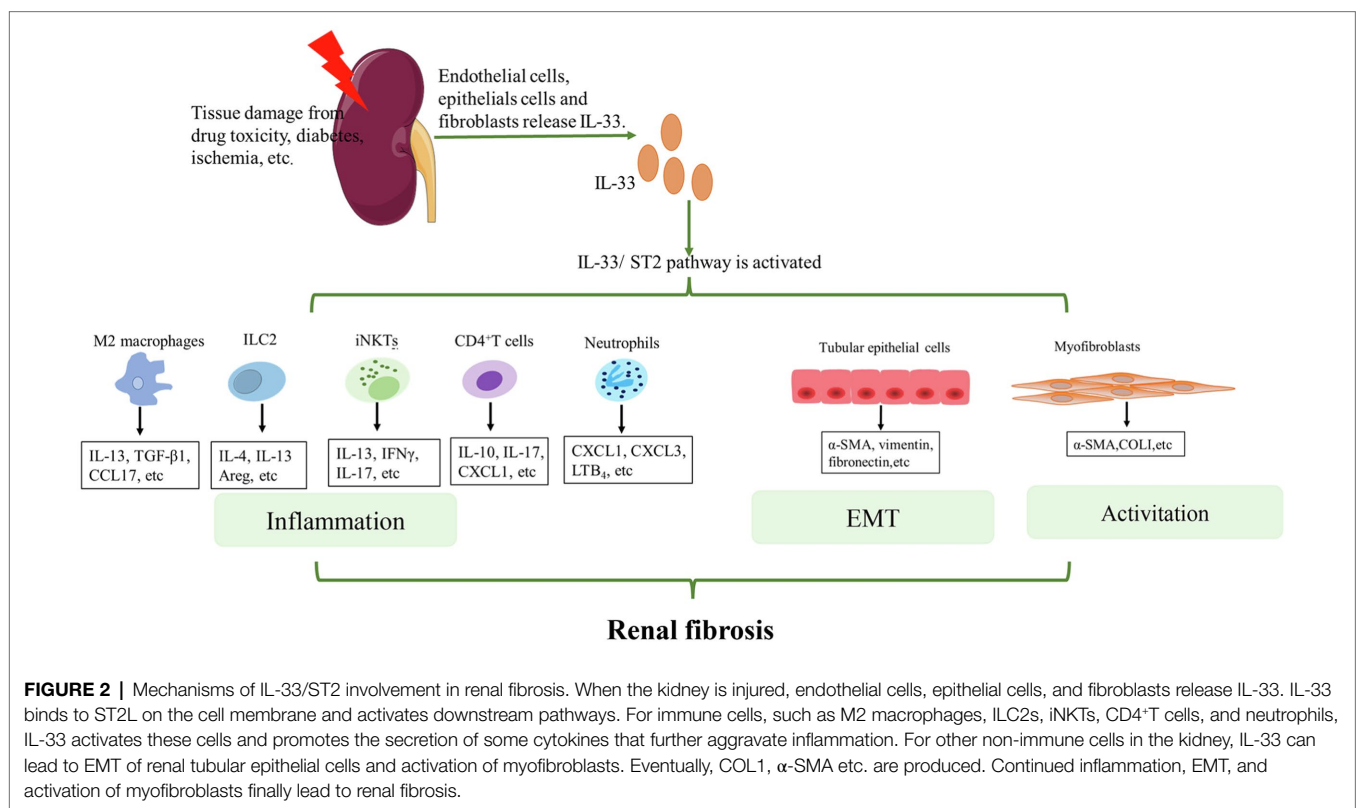 Tissue damage from
drug toxicity, diabetes,
ischemia, etc.
Endothelial cells,
epithelials cells and
fibroblasts release IL-33.
IL-33
IL-33/ ST2 pathway is activated
M2 macrophages
ILC2
iNKTs
CD4⁺T cells
Neutrophils
Tubular epithelial cells
Myofibroblasts
IL-13, TGF-β1,
CCL17, etc
IL-4, IL-13
Areg, etc
IL-13, IFNγ,
IL-17, etc
IL-10, IL-17,
CXCL1, etc
CXCL1, CXCL3,
LTB₄, etc
α-SMA, vimentin,
fibronectin,etc
α-SMA,COLI,etc
Inflammation
EMT
Activitation
Renal fibrosis
FIGURE 2 | Mechanisms of IL-33/ST2 involvement in renal fibrosis. When the kidney is injured, endothelial cells, epithelial cells, and fibroblasts release IL-33. IL-33
binds to ST2L on the cell membrane and activates downstream pathways. For immune cells, such as M2 macrophages, ILC2s, iNKTs, CD4⁺T cells, and neutrophils,
IL-33 activates these cells and promotes the secretion of some cytokines that further aggravate inflammation. For other non-immune cells in the kidney, IL-33 can
lead to EMT of renal tubular epithelial cells and activation of myofibroblasts. Eventually, COL1, α-SMA etc. are produced. Continued inflammation, EMT, and
activation of myofibroblasts finally lead to renal fibrosis.